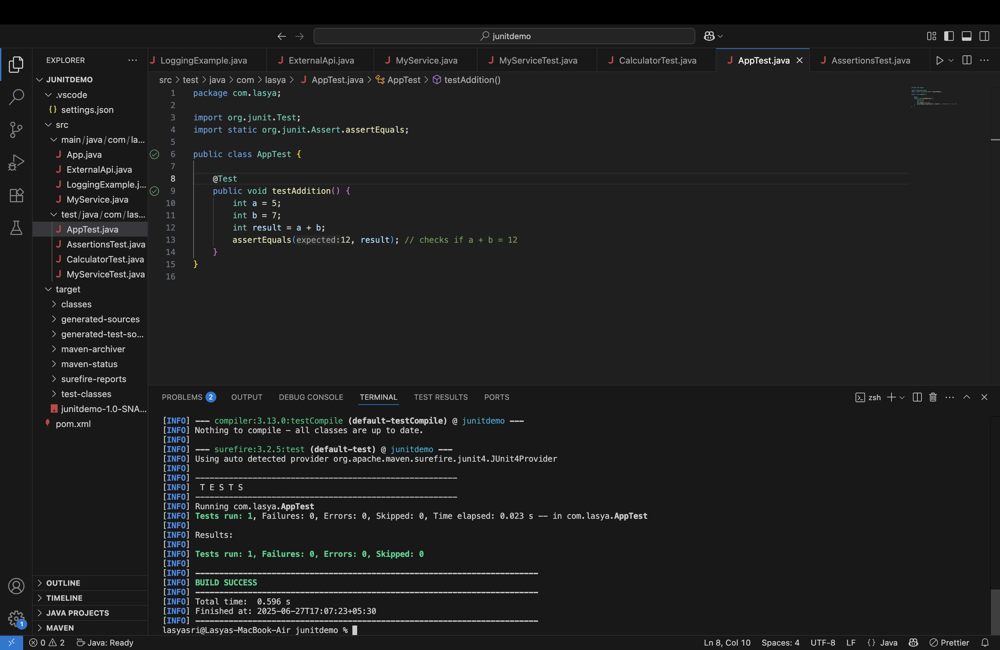 junitdemo
EXPLORER
LoggingExample.java
ExternalApi.java
MyService.java
MyServiceTest.java
CalculatorTest.java
AppTest.java
AssertionsTest.java
JUNITDEMO
.vscode
{} settings.json
src
main/java/com/la...
App.java
ExternalApi.java
LoggingExample.j...
MyService.java
test/java/com/las...
AppTest.java
AssertionsTest.java
CalculatorTest.java
MyServiceTest.java
target
classes
generated-sources
generated-test-so...
maven-archiver
maven-status
surefire-reports
test-classes
junitdemo-1.0-SNA...
pom.xml
OUTLINE
TIMELINE
JAVA PROJECTS
MAVEN
1
src > test > java > com > lasya > J AppTest.java > AppTest > testAddition()
1 package com.lasya;
2
3 import org.junit.Test;
4 import static org.junit.Assert.assertEquals;
5
6 public class AppTest {
7
8 @Test
9 public void testAddition() {
10 int a = 5;
11 int b = 7;
12 int result = a + b;
13 assertEquals(expected:12, result); // checks if a + b = 12
14 }
15 }
16
PROBLEMS 2 OUTPUT DEBUG CONSOLE TERMINAL TEST RESULTS PORTS
zsh
[INFO] --- compiler:3.13.0:testCompile (default-testCompile) @ junitdemo ---
[INFO] Nothing to compile - all classes are up to date.
[INFO]
[INFO] --- surefire:3.2.5:test (default-test) @ junitdemo ---
[INFO] Using auto detected provider org.apache.maven.surefire.junit4.JUnit4Provider
[INFO]
[INFO] -------------------------------------------------------
[INFO] T E S T S
[INFO] -------------------------------------------------------
[INFO] Running com.lasya.AppTest
[INFO] Tests run: 1, Failures: 0, Errors: 0, Skipped: 0, Time elapsed: 0.023 s -- in com.lasya.AppTest
[INFO]
[INFO] Results:
[INFO]
[INFO] Tests run: 1, Failures: 0, Errors: 0, Skipped: 0
[INFO]
[INFO] ------------------------------------------------------------------------
[INFO] BUILD SUCCESS
[INFO] ------------------------------------------------------------------------
[INFO] Total time:  0.596 s
[INFO] Finished at: 2025-06-27T17:07:23+05:30
[INFO] ------------------------------------------------------------------------
lasyasri@Lasyas-MacBook-Air junitdemo %
0 2 Java: Ready
Ln 8, Col 10 Spaces: 4 UTF-8 LF {} Java Prettier